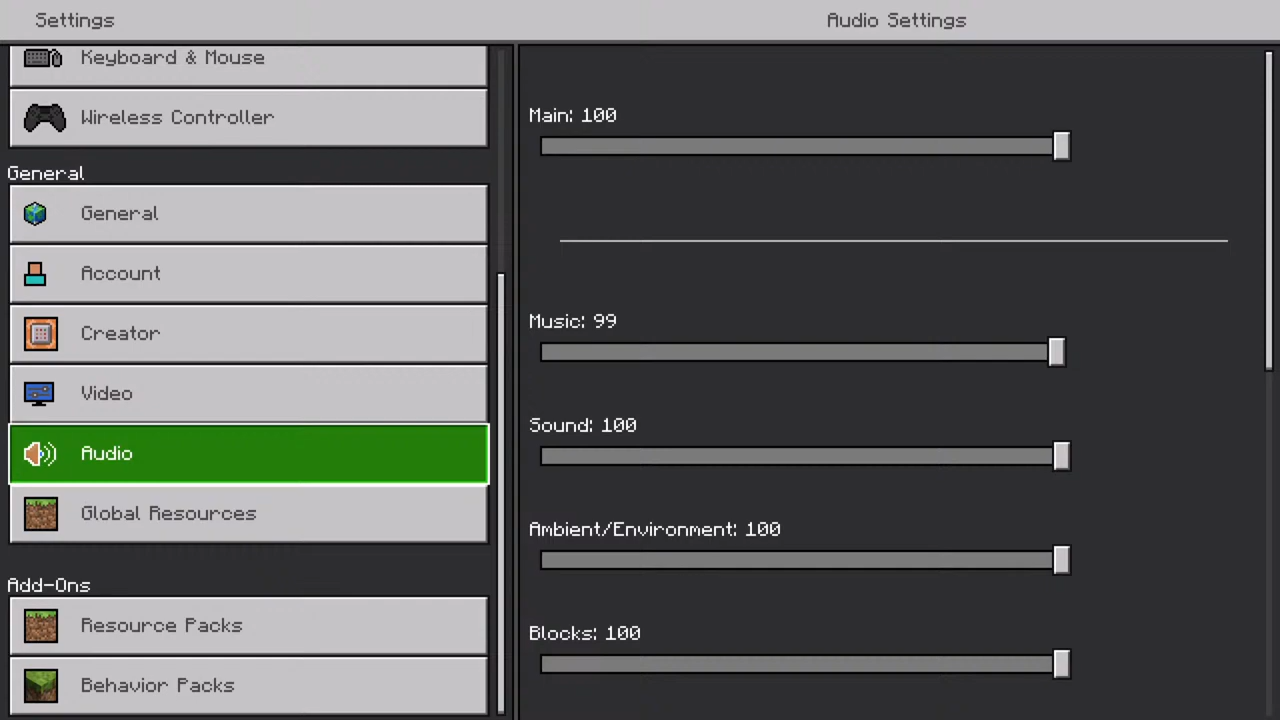 Settings
Audio Settings
Keyboard & Mouse
Wireless Controller
General
General
Account
Creator
Video
Audio
Global Resources
Add-Ons
Resource Packs
Behavior Packs
Main: 100
Music: 99
Sound: 100
Ambient/Environment: 100
Blocks: 100